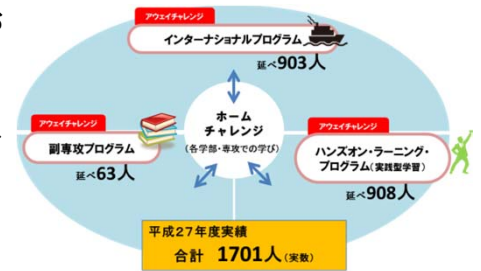 アウェイチャレンジ
インターナショナルプログラム
延べ903人
ホーム
チャレンジ
(各学部・専攻での学び)
アウェイチャレンジ
副専攻プログラム
延べ63人
アウェイチャレンジ
ハンズオン・ラーニング・
プログラム(実践型学習)
延べ908人
平成27年度実績
合計 1701人(実数)